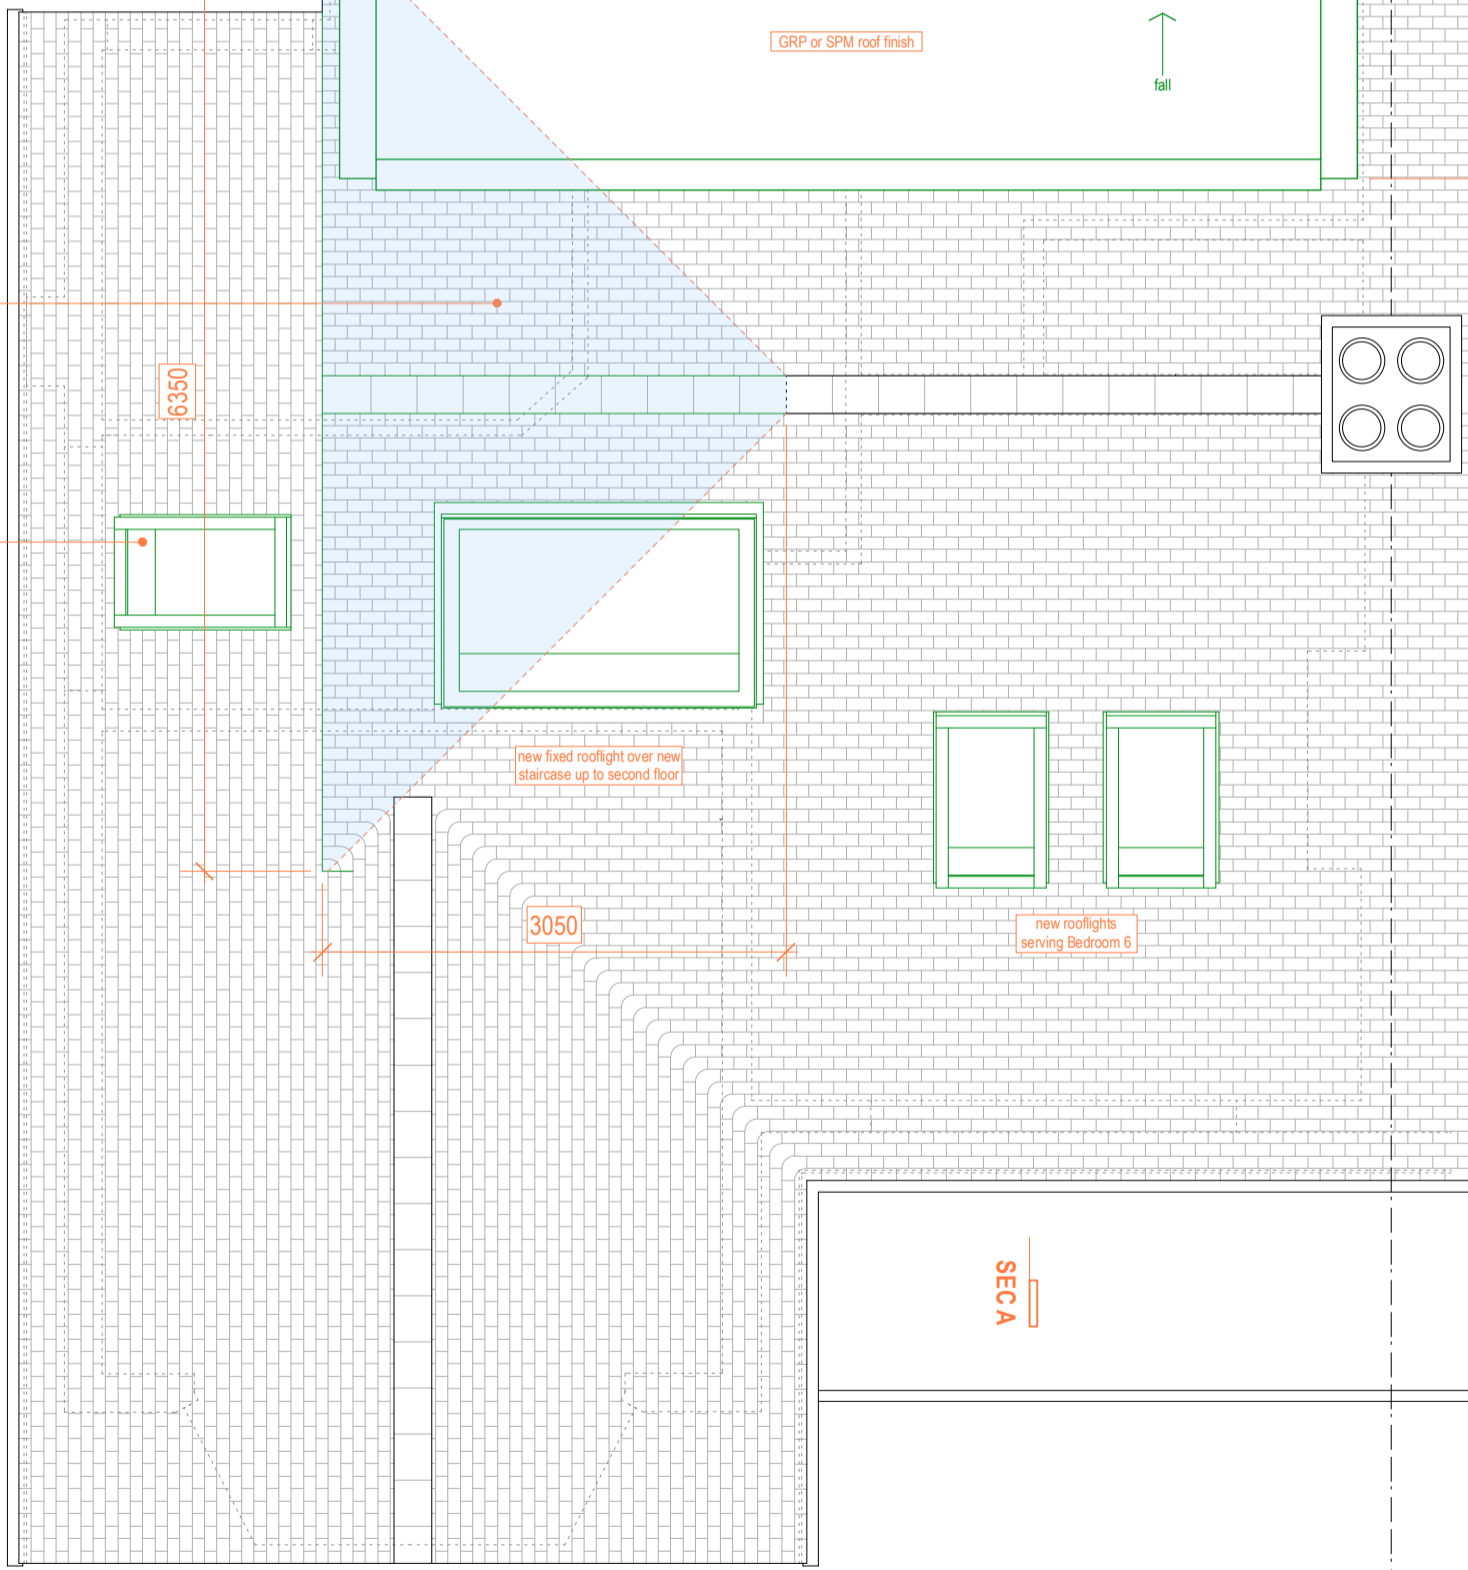 GRP or SPM roof finish
fall
6350
new fixed rooflight over new
staircase up to second floor
3050
new rooflights
serving Bedroom 6
SEC A